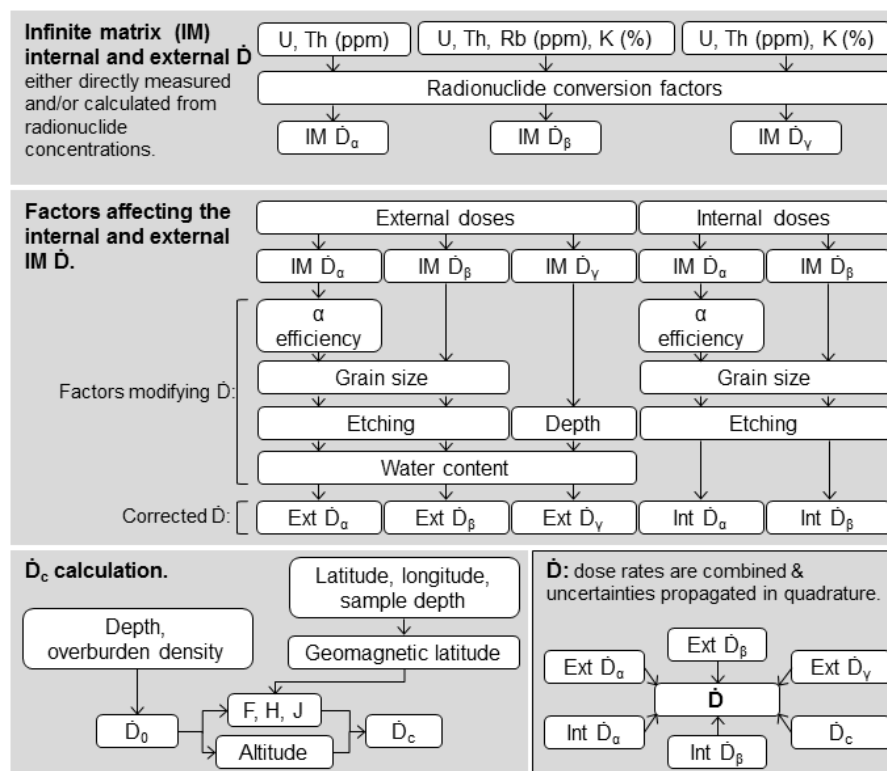 Infinite matrix (IM)
internal and external Ḋ
either directly measured
and/or calculated from
radionuclide
concentrations.
U, Th (ppm)
U, Th, Rb (ppm), K (%)
U, Th (ppm), K (%)
Radionuclide conversion factors
IM Ḋα
IM Ḋβ
IM Ḋγ
Factors affecting the
internal and external
IM Ḋ.
External doses
Internal doses
IM Ḋα
IM Ḋβ
IM Ḋγ
IM Ḋα
IM Ḋβ
Factors modifying Ḋ:
α
efficiency
α
efficiency
Grain size
Grain size
Etching
Depth
Etching
Water content
Corrected Ḋ:
Ext Ḋα
Ext Ḋβ
Ext Ḋγ
Int Ḋα
Int Ḋβ
Ḋc calculation.
Latitude, longitude,
sample depth
Depth,
overburden density
Geomagnetic latitude
Ḋ0
F, H, J
Altitude
Ḋc
Ḋ: dose rates are combined &
uncertainties propagated in quadrature.
Ext Ḋα
Ext Ḋβ
Ext Ḋγ
Ḋ
Int Ḋα
Int Ḋβ
Ḋc